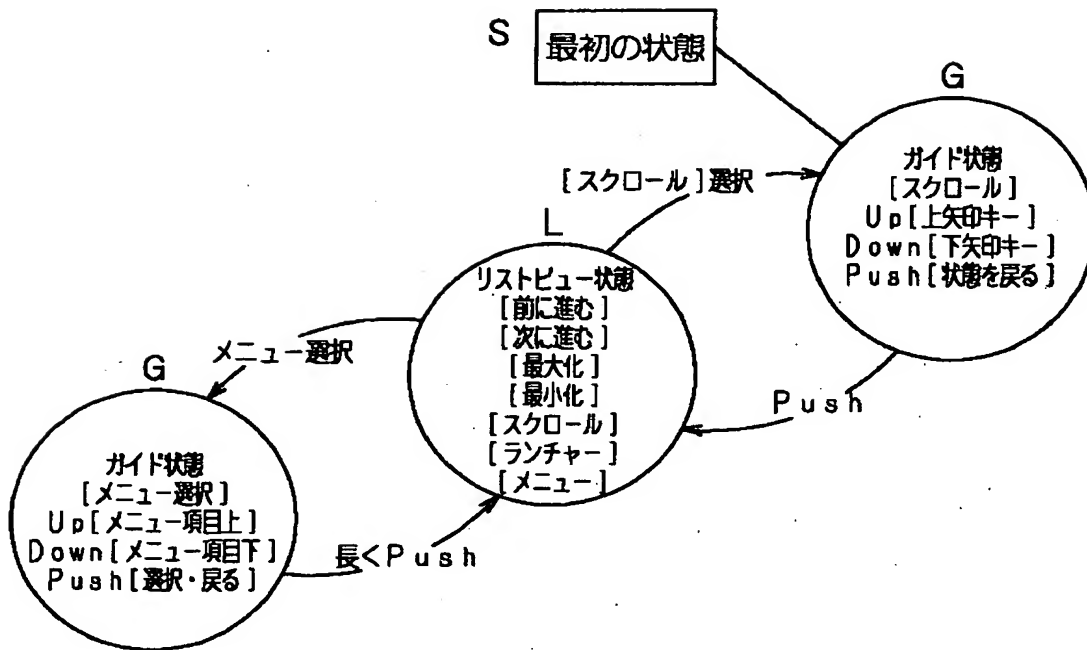 S
最初の状態
G
ガイド状態
[スクロール]
Up[上矢印キー]
Down[下矢印キー]
Push[状態を戻る]
[スクロール]選択
L
リストビュー状態
[前に進む]
[次に進む]
[最大化]
[最小化]
[スクロール]
[ランチャー]
[メニュー]
メニュー選択
Push
G
ガイド状態
[メニュー選択]
Up[メニュー項目上]
Down[メニュー項目下]
Push[選択・戻る]
長くPush